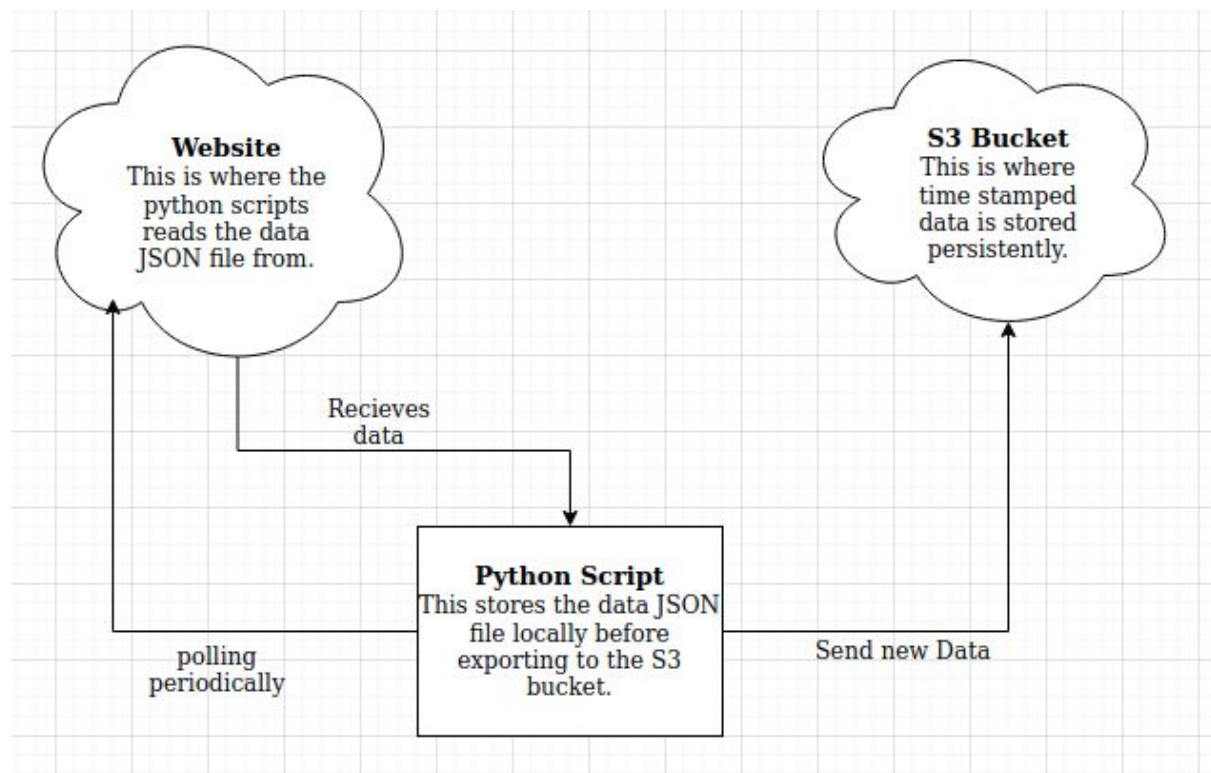 Website
This is where the
python scripts
reads the data
JSON file from.
S3 Bucket
This is where
time stamped
data is stored
persistently.
Recieves
data
Python Script
This stores the data JSON
file locally before
exporting to the S3
bucket.
polling
periodically
Send new Data